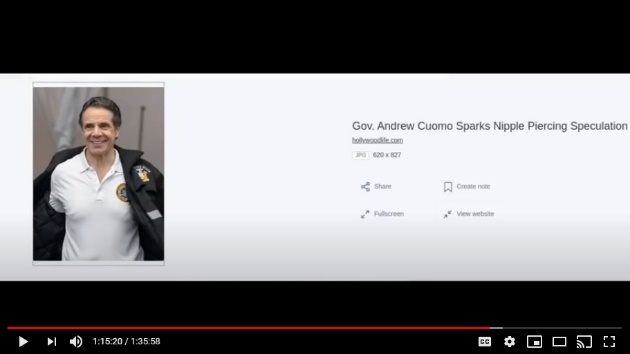 Gov. Andrew Cuomo Sparks Nipple Piercing Speculation
hollywoodlife.com
JPG 620 x 827
Share
Create note
Fullscreen
View website
1:15:20 / 1:35:58
CC